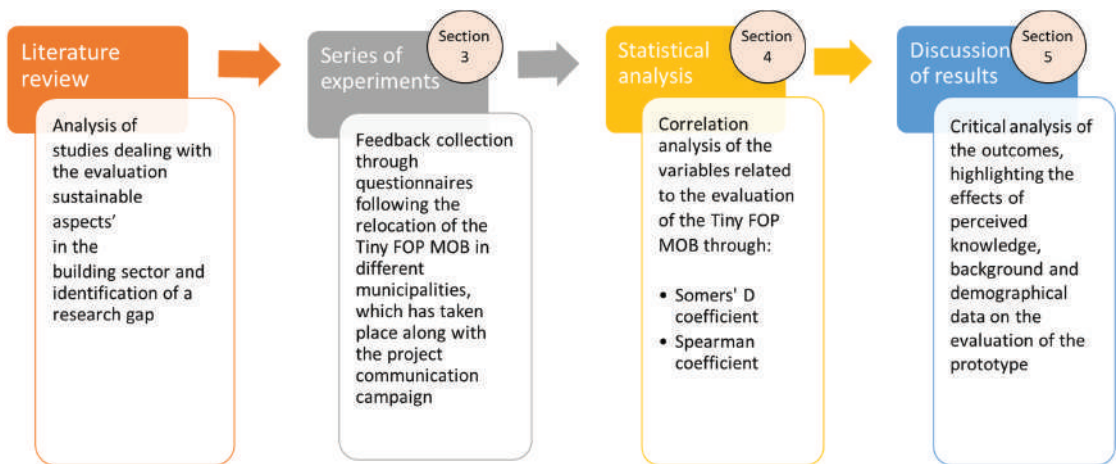 Literature
review
Analysis of
studies dealing with
the evaluation
sustainable
aspects’
in the
building sector and
identification of a
research gap
Section
3
Series of
experiments
Feedback collection
through
questionnaires
following the
relocation of the
Tiny FOP MOB in
different
municipalities,
which has taken
place along with
the project
communication
campaign
Section
4
Statistical
analysis
Correlation
analysis of the
variables related
to the evaluation
of the Tiny FOP
MOB through:
• Somers' D
coefficient
• Spearman
coefficient
Section
5
Discussion
of results
Critical analysis of
the outcomes,
highlighting the
effects of
perceived
knowledge,
background and
demographical
data on the
evaluation of the
prototype